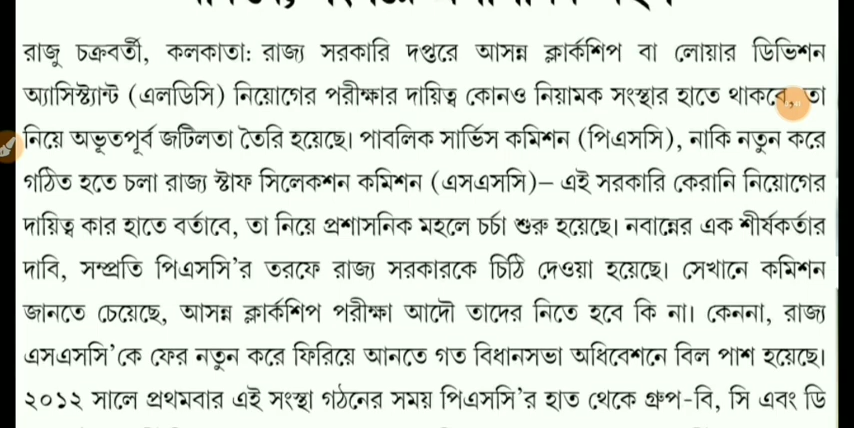 রাজু চক্রবর্তী, কলকাতা: রাজ্য সরকারি দপ্তরে আসন্ন ক্লার্কশিপ বা লোয়ার ডিভিশন
অ্যাসিস্ট্যান্ট (এলডিসি) নিয়োগের পরীক্ষার দায়িত্ব কোনও নিয়ামক সংস্থার হাতে থাকবে, তা
নিয়ে অভূতপূর্ব জটিলতা তৈরি হয়েছে। পাবলিক সার্ভিস কমিশন (পিএসসি), নাকি নতুন করে
গঠিত হতে চলা রাজ্য স্টাফ সিলেকশন কমিশন (এসএসসি)– এই সরকারি কেরানি নিয়োগের
দায়িত্ব কার হাতে বর্তাবে, তা নিয়ে প্রশাসনিক মহলে চর্চা শুরু হয়েছে। নবান্নের এক শীর্ষকর্তার
দাবি, সম্প্রতি পিএসসি'র তরফে রাজ্য সরকারকে চিঠি দেওয়া হয়েছে। সেখানে কমিশন
জানতে চেয়েছে, আসন্ন ক্লার্কশিপ পরীক্ষা আদৌ তাদের নিতে হবে কি না। কেননা, রাজ্য
এসএসসি'কে ফের নতুন করে ফিরিয়ে আনতে গত বিধানসভা অধিবেশনে বিল পাশ হয়েছে।
২০১২ সালে প্রথমবার এই সংস্থা গঠনের সময় পিএসসি'র হাত থেকে গ্রুপ-বি, সি এবং ডি